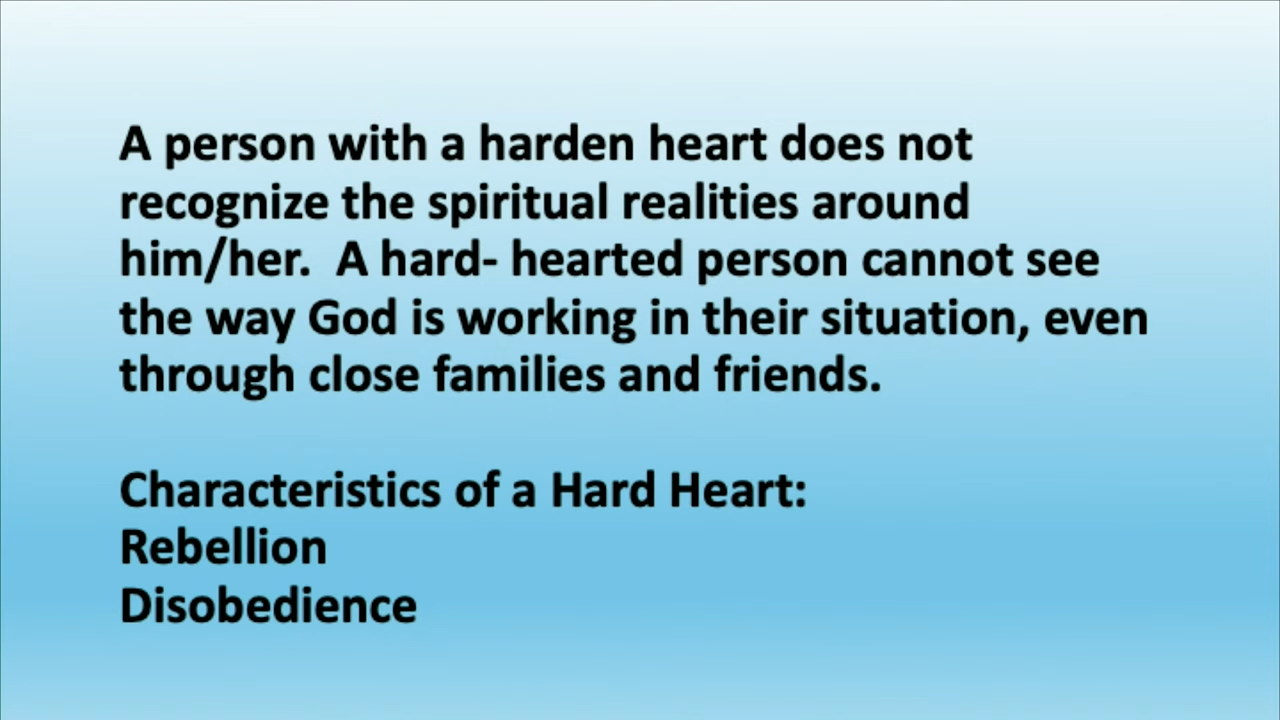 A person with a harden heart does not
recognize the spiritual realities around
him/her.  A hard- hearted person cannot see
the way God is working in their situation, even
through close families and friends.
Characteristics of a Hard Heart:
Rebellion
Disobedience